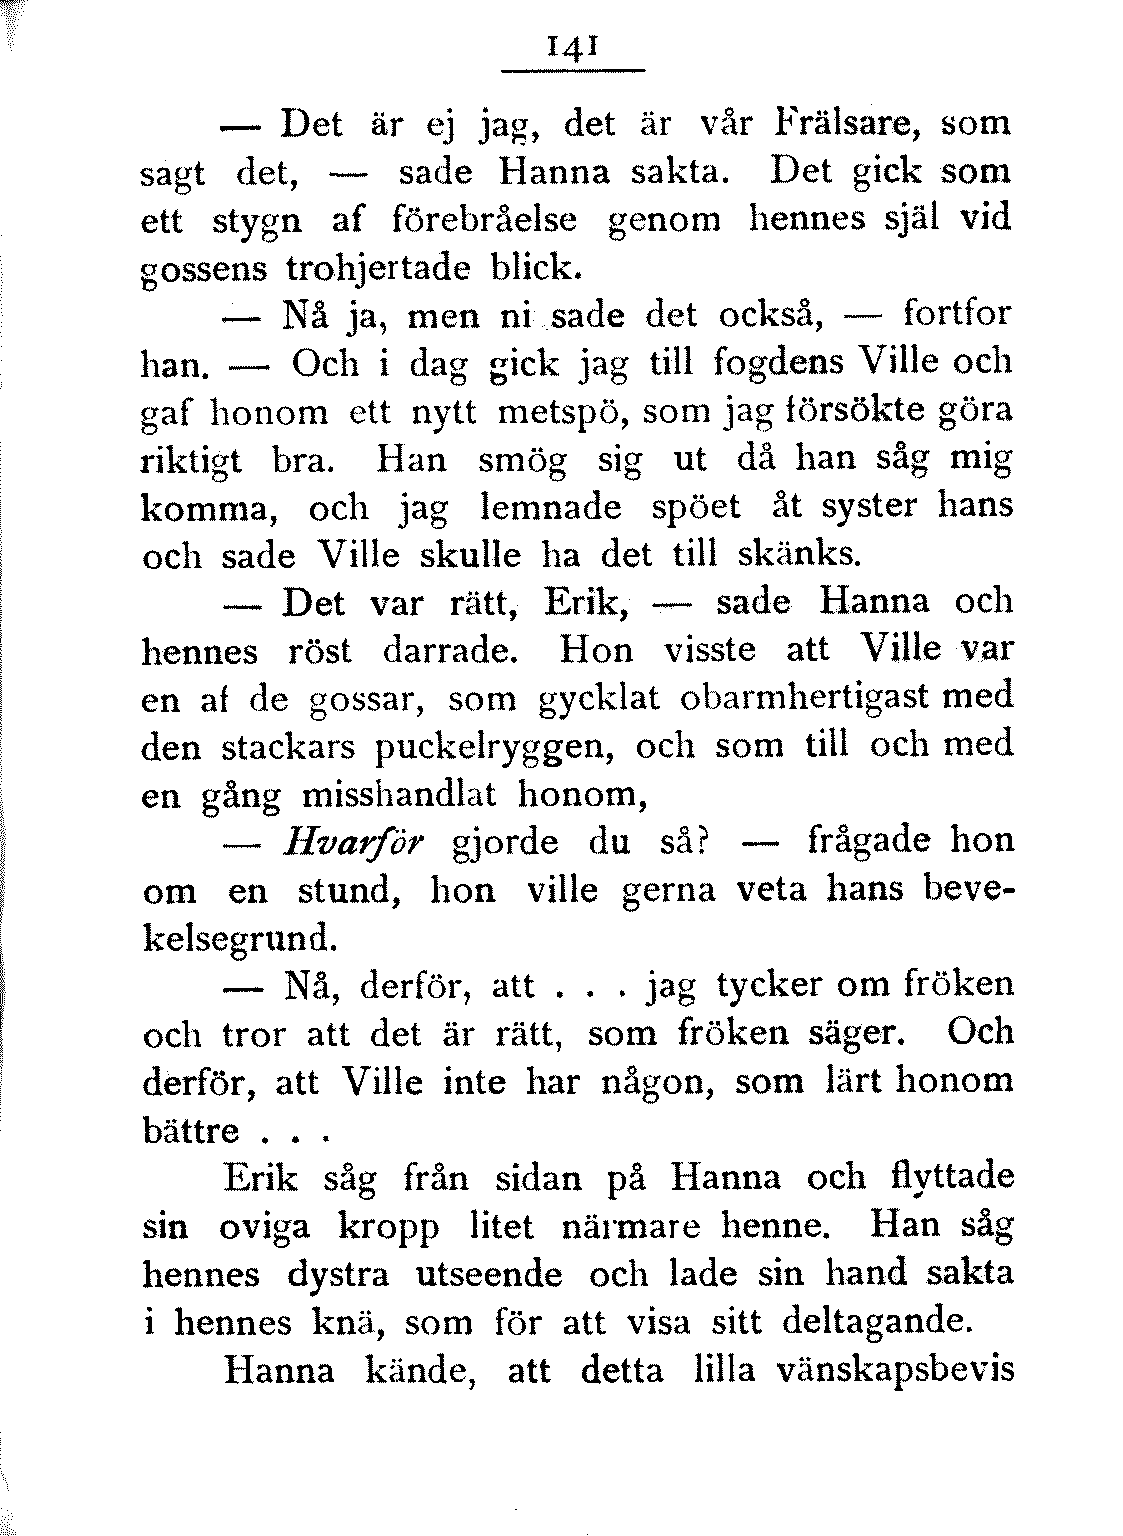 141
— Det är ej jag, det är vår Frälsare, som
sagt det, — sade Hanna sakta. Det gick som
ett stygn af förebråelse genom hennes själ vid
gossens trohjertade blick.
— Nå ja, men ni sade det också, — fortfor
han. — Och i dag gick jag till fogdens Ville och
gaf honom ett nytt metspö, som jag försökte göra
riktigt bra. Han smög sig ut då han såg mig
komma, och jag lemnade spöet åt syster hans
och sade Ville skulle ha det till skänks.
— Det var rätt, Erik, — sade Hanna och
hennes röst darrade. Hon visste att Ville var
en af de gossar, som gycklat obarmhertigast med
den stackars puckelryggen, och som till och med
en gång misshandlat honom,
— Hvarför gjorde du så? — frågade hon
om en stund, hon ville gerna veta hans beve-
kelsegrund.
— Nå, derför, att . . . jag tycker om fröken
och tror att det är rätt, som fröken säger. Och
derför, att Ville inte har någon, som lärt honom
bättre . . .
Erik såg från sidan på Hanna och flyttade
sin oviga kropp litet närmare henne. Han såg
hennes dystra utseende och lade sin hand sakta
i hennes knä, som för att visa sitt deltagande.
Hanna kände, att detta lilla vänskapsbevis